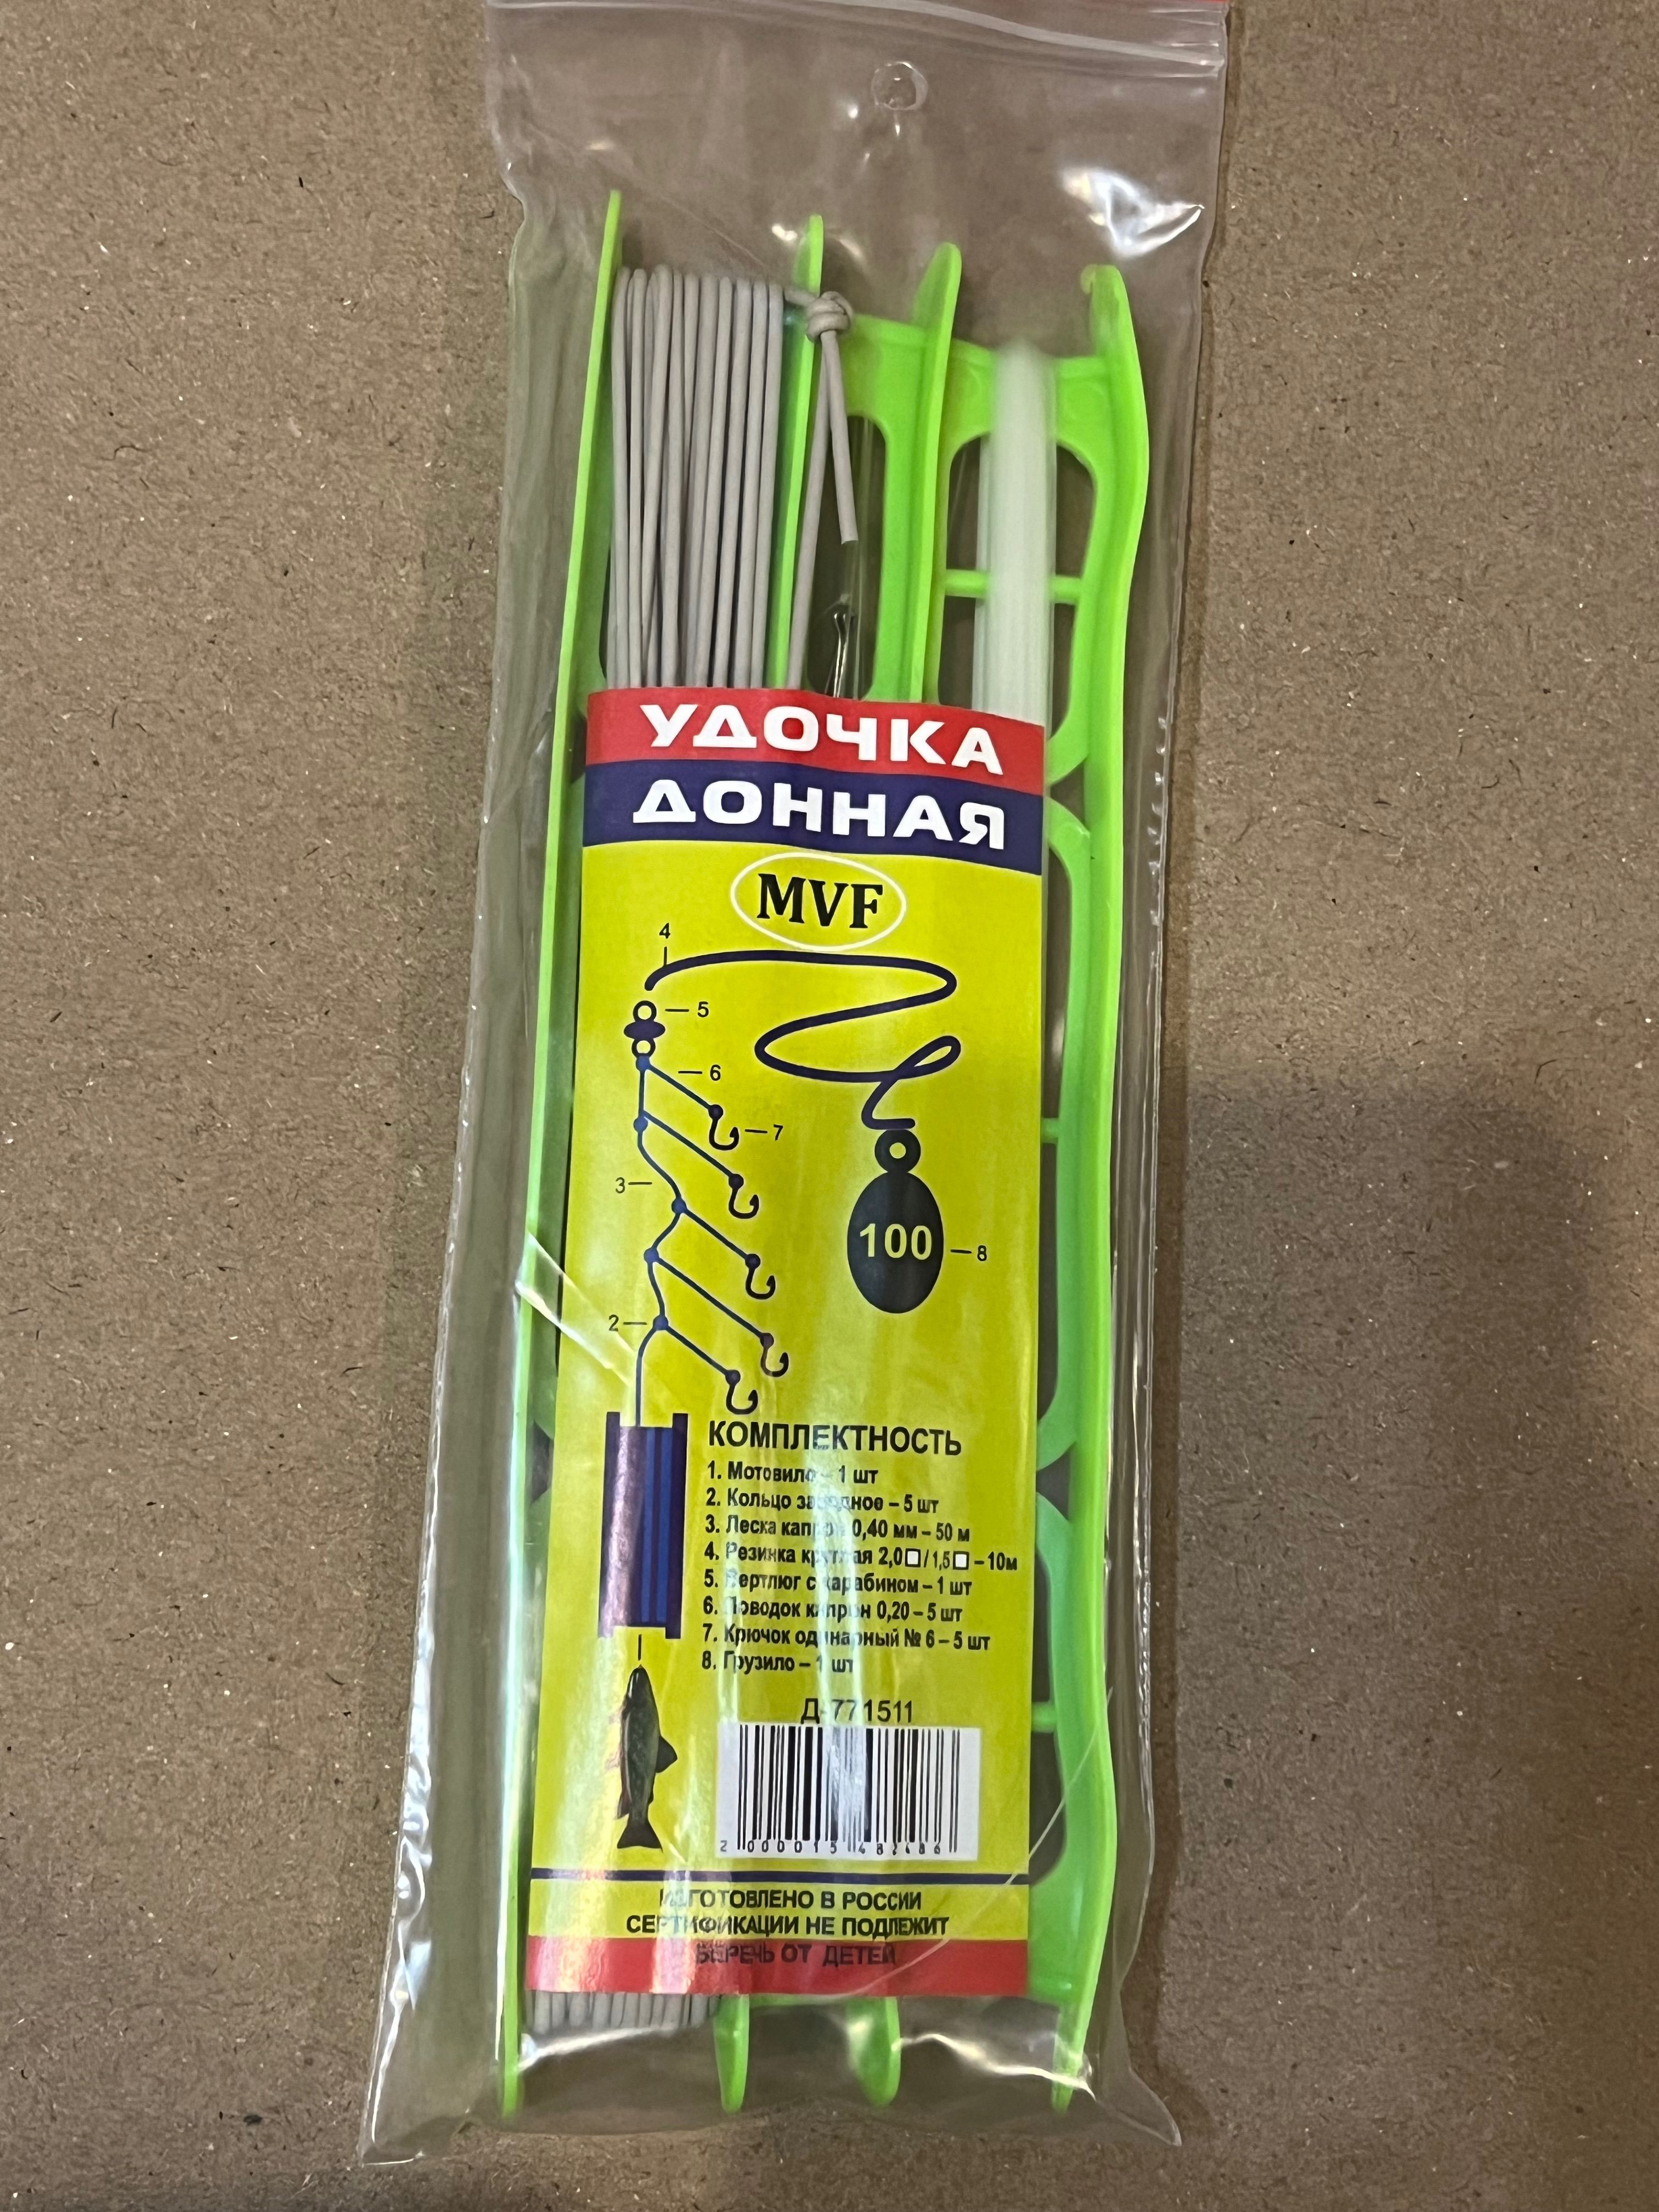 УДОЧКА
ДОННАЯ
MVF
4
5
6
7
3
100
8
2
КОМПЛЕКТНОСТЬ
1. Мотовило – 1 шт
2. Кольцо заводное – 5 шт
3. Леска капрон 0,40 мм – 50 м
4. Резинка круглая 2,0□/1,5□ – 10м
5. Вертлюг с карабином – 1 шт
6. Поводок капрон 0,20 – 5 шт
7. Крючок одинарный № 6 – 5 шт
8. Грузило – 1 шт
Д-771511
2 000015 482486
ИЗГОТОВЛЕНО В РОССИИ
СЕРТИФИКАЦИИ НЕ ПОДЛЕЖИТ
БЕРЕЧЬ ОТ ДЕТЕЙ